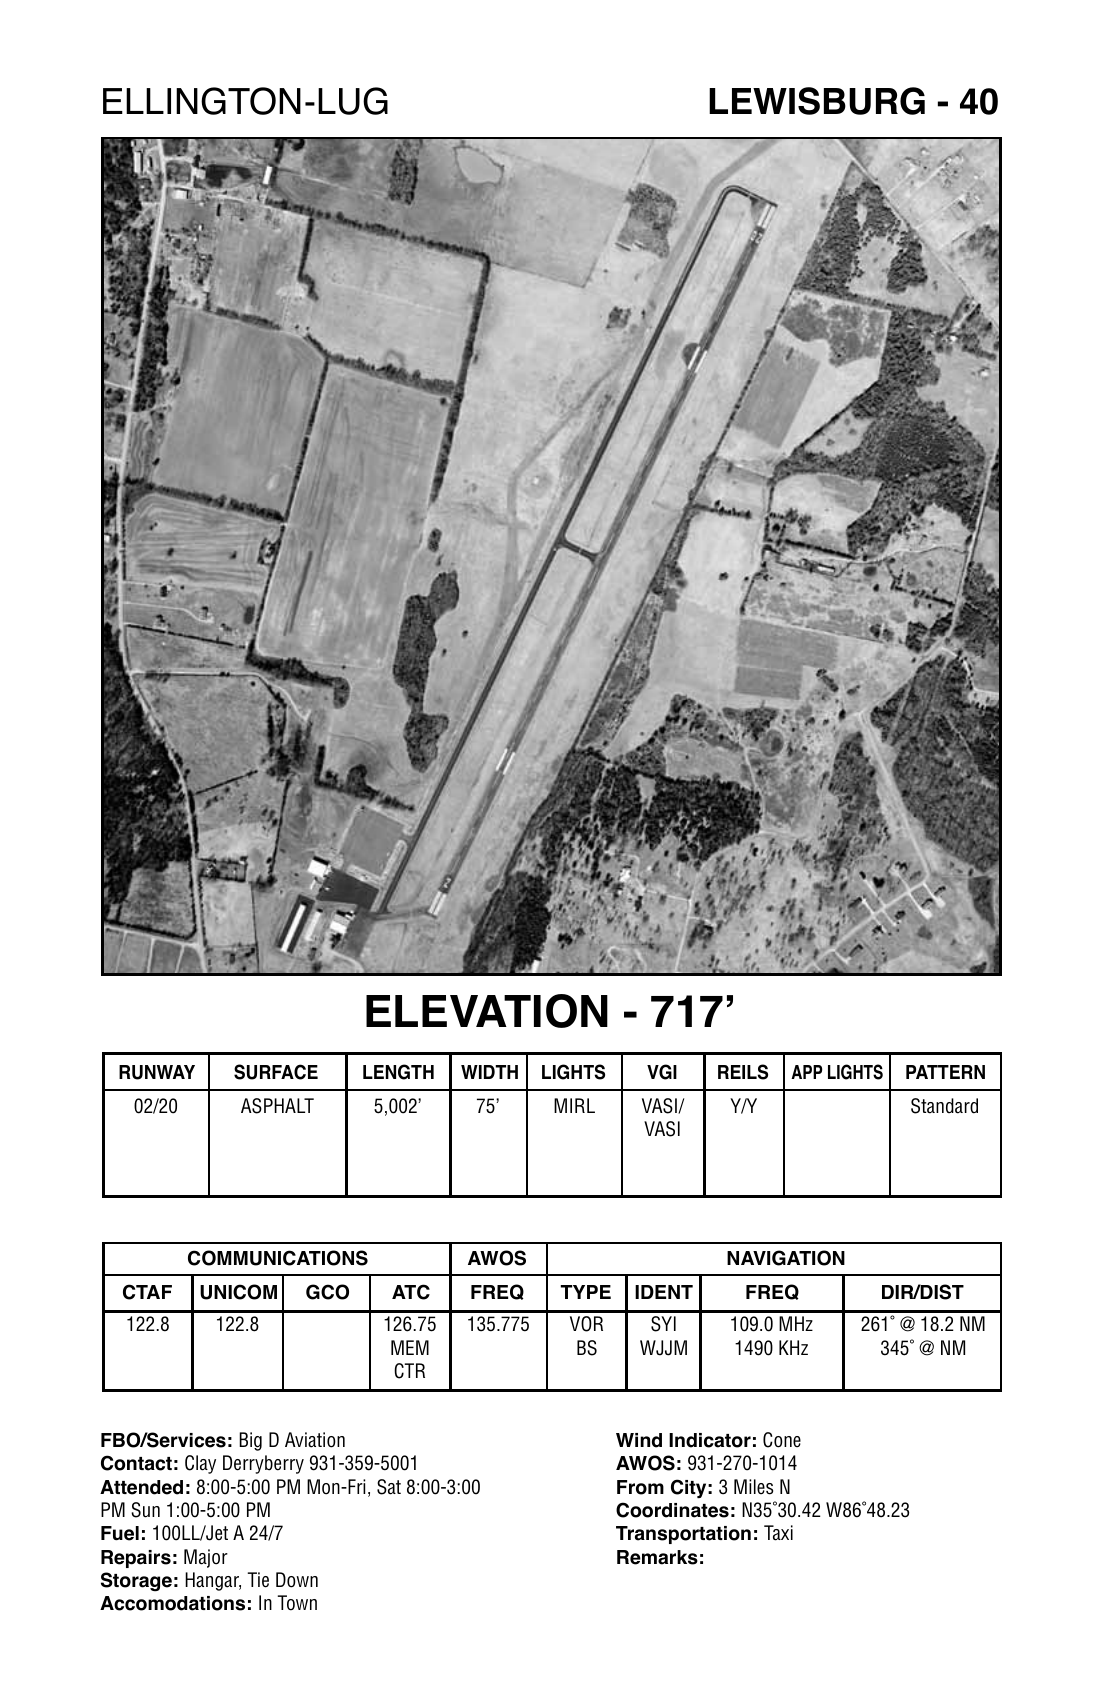 ELLINGTON-LUG
LEWISBURG - 40
ELEVATION - 717’
RUNWAY SURFACE LENGTH WIDTH LIGHTS VGI REILS APP LIGHTS PATTERN
02/20 ASPHALT 5,002’ 75’ MIRL VASI/ Y/Y Standard
VASI
COMMUNICATIONS AWOS NAVIGATION
CTAF UNICOM GCO ATC FREQ TYPE IDENT FREQ DIR/DIST
122.8 122.8 126.75 135.775 VOR SYI 109.0 MHz 261˚ @ 18.2 NM
MEM BS WJJM 1490 KHz 345˚ @ NM
CTR
FBO/Services: Big D Aviation
Contact: Clay Derryberry 931-359-5001
Attended: 8:00-5:00 PM Mon-Fri, Sat 8:00-3:00
PM Sun 1:00-5:00 PM
Fuel: 100LL/Jet A 24/7
Repairs: Major
Storage: Hangar, Tie Down
Accomodations: In Town
Wind Indicator: Cone
AWOS: 931-270-1014
From City: 3 Miles N
Coordinates: N35˚30.42 W86˚48.23
Transportation: Taxi
Remarks: